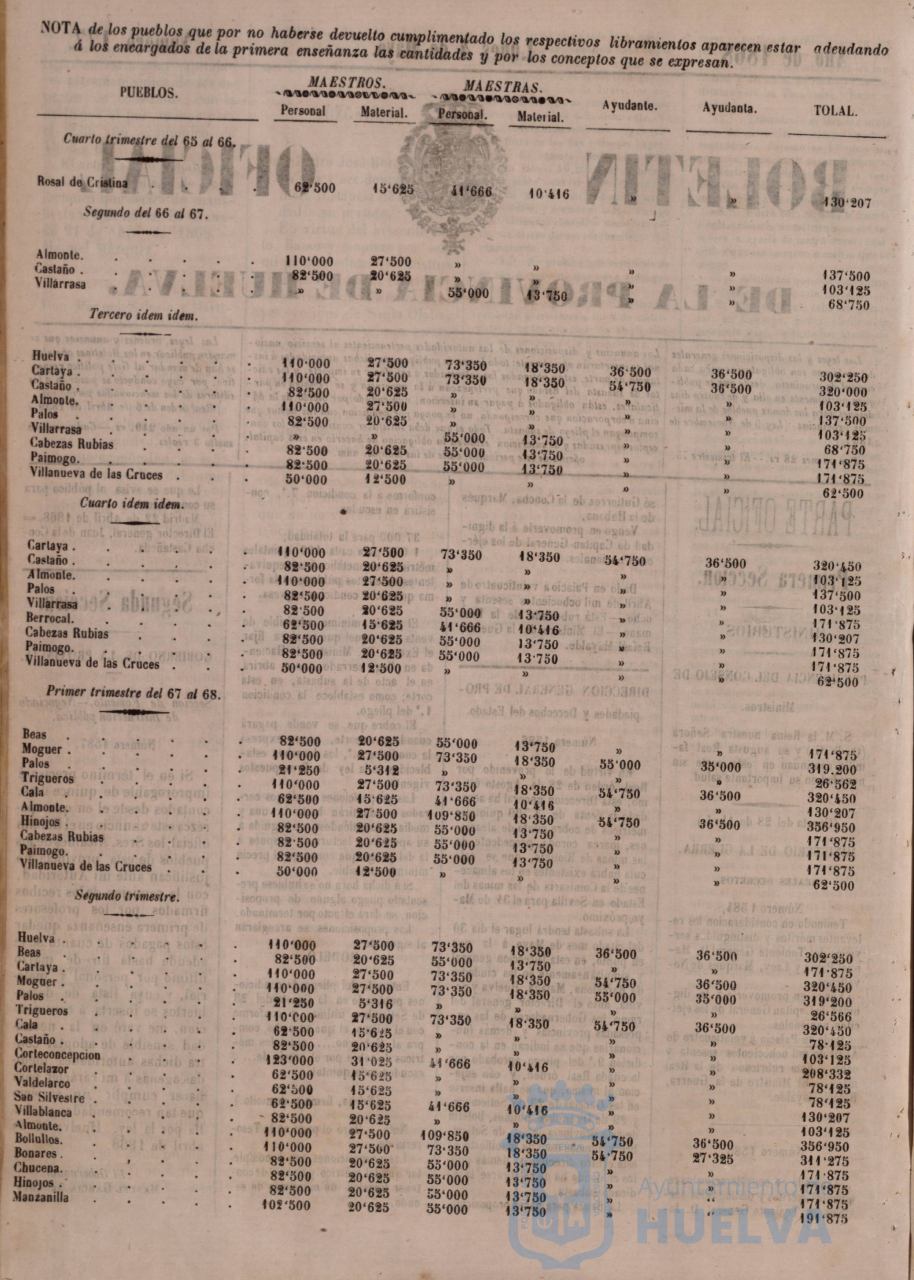 NOTA de los pueblos que por no haberse devuelto cumplimentado los respectivos libramientos aparecen estar adeudando
á los encargados de la primera enseñanza las cantidades y por los conceptos que se expresan.
PUEBLOS. MAESTROS. MAESTRAS. Ayudante. Ayudanta. TOLAL.
Personal Material. Personal. Material.
Cuarto trimestre del 65 al 66.
Rosal de Cristina . . . . 62‘500 15‘625 41‘666 10‘416 » » 130‘207
Segundo del 66 al 67.
Almonte. . . . . . 110‘000 27‘500 » » » » 137‘500
Castaño . . . . . . 82‘500 20‘625 » » » » 103‘125
Villarrasa . . . . . » » 55‘000 13‘750 » » 68‘750
Tercero idem idem.
Huelva . . . . . . 110‘000 27‘500 73‘350 18‘350 36‘500 36‘500 302‘250
Cartaya . . . . . . 110‘000 27‘500 73‘350 18‘350 54‘750 36‘500 320‘000
Castaño . . . . . . 82‘500 20‘625 » » » » 103‘125
Almonte. . . . . . 110‘000 27‘500 » » » » 137‘500
Palos . . . . . . 82‘500 20‘625 » » » » 103‘125
Villarrasa . . . . . » » 55‘000 13‘750 » » 68‘750
Cabezas Rubias . . . . 82‘500 20‘625 55‘000 13‘750 » » 171‘875
Paimogo . . . . . 82‘500 20‘625 55‘000 13‘750 » » 171‘875
Villanueva de las Cruces . . . 50‘000 12‘500 » » » » 62‘500
Cuarto idem idem.
Cartaya . . . . . . 110‘000 27‘500 73‘350 18‘350 54‘750 36‘500 320‘450
Castaño . . . . . . 82‘500 20‘625 » » » » 103‘125
Almonte. . . . . . 110‘000 27‘500 » » » » 137‘500
Palos . . . . . . 82‘500 20‘625 » » » » 103‘125
Villarrasa . . . . . 82‘500 20‘625 55‘000 13‘750 » » 171‘875
Berrocal. . . . . . 62‘500 15‘625 41‘666 10‘416 » » 130‘207
Cabezas Rubias . . . . 82‘500 20‘625 55‘000 13‘750 » » 171‘875
Paimogo. . . . . . 82‘500 20‘625 55‘000 13‘750 » » 171‘875
Villanueva de las Cruces . . . 50‘000 12‘500 » » » » 62‘500
Primer trimestre del 67 al 68.
Beas . . . . . . 82‘500 20‘625 55‘000 13‘750 » » 171‘875
Moguer . . . . . . 110‘000 27‘500 73‘350 18‘350 55‘000 35‘000 319.200
Palos . . . . . . 21‘250 5‘312 » » » » 26‘562
Trigueros . . . . . 110‘000 27‘500 73‘350 18‘350 54‘750 36‘500 320‘450
Cala . . . . . . 62‘500 15‘625 41‘666 10‘416 » » 130‘207
Almonte. . . . . . 110‘000 27‘500 109‘850 18‘350 54‘750 36‘500 356‘950
Hinojos . . . . . . 82‘500 20‘625 55‘000 13‘750 » » 171‘875
Cabezas Rubias . . . . 82‘500 20‘625 55‘000 13‘750 » » 171‘875
Paimogo. . . . . . 82‘500 20‘625 55‘000 13‘750 » » 171‘875
Villanueva de las Cruces . . . 50‘000 12‘500 » » » » 62‘500
Segundo trimestre.
Huelva . . . . . . 110‘000 27‘500 73‘350 18‘350 36‘500 36‘500 302‘250
Beas . . . . . . 82‘500 20‘625 55‘000 13‘750 » » 171‘875
Cartaya . . . . . . 110‘000 27‘500 73‘350 18‘350 54‘750 36‘500 320‘450
Moguer . . . . . . 110‘000 27‘500 73‘350 18‘350 55‘000 35‘000 319‘200
Palos . . . . . . 21‘250 5‘316 » » » » 26‘566
Trigueros . . . . . 110‘000 27‘500 73‘350 18‘350 54‘750 36‘500 320‘450
Cala . . . . . . 62‘500 15‘625 » » » » 78‘125
Castaño . . . . . . 82‘500 20‘625 » » » » 103‘125
Corteconcepcion . . . . 123‘000 31‘025 41‘666 10‘416 » » 208‘332
Cortelazor . . . . . 62‘500 15‘625 » » » » 78‘125
Valdelarco . . . . . 62‘500 15‘625 » » » » 78‘125
San Silvestre . . . . . 62‘500 15‘625 41‘666 10‘416 » » 130‘207
Villablanca . . . . . 82‘500 20‘625 » » » » 103‘125
Almonte. . . . . . 110‘000 27‘500 109‘850 18‘350 54‘750 36‘500 356‘950
Bollullos. . . . . . 110‘000 27‘500 73‘350 18‘350 54‘750 27‘325 311‘275
Bonares . . . . . . 82‘500 20‘625 55‘000 13‘750 » » 171‘875
Chucena. . . . . . 82‘500 20‘625 55‘000 13‘750 » » 171‘875
Hinojos . . . . . . 82‘500 20‘625 55‘000 13‘750 » » 171‘875
Manzanilla . . . . . 102‘500 20‘625 55‘000 13‘750 » » 191‘875
Ayuntamiento
HUELVA